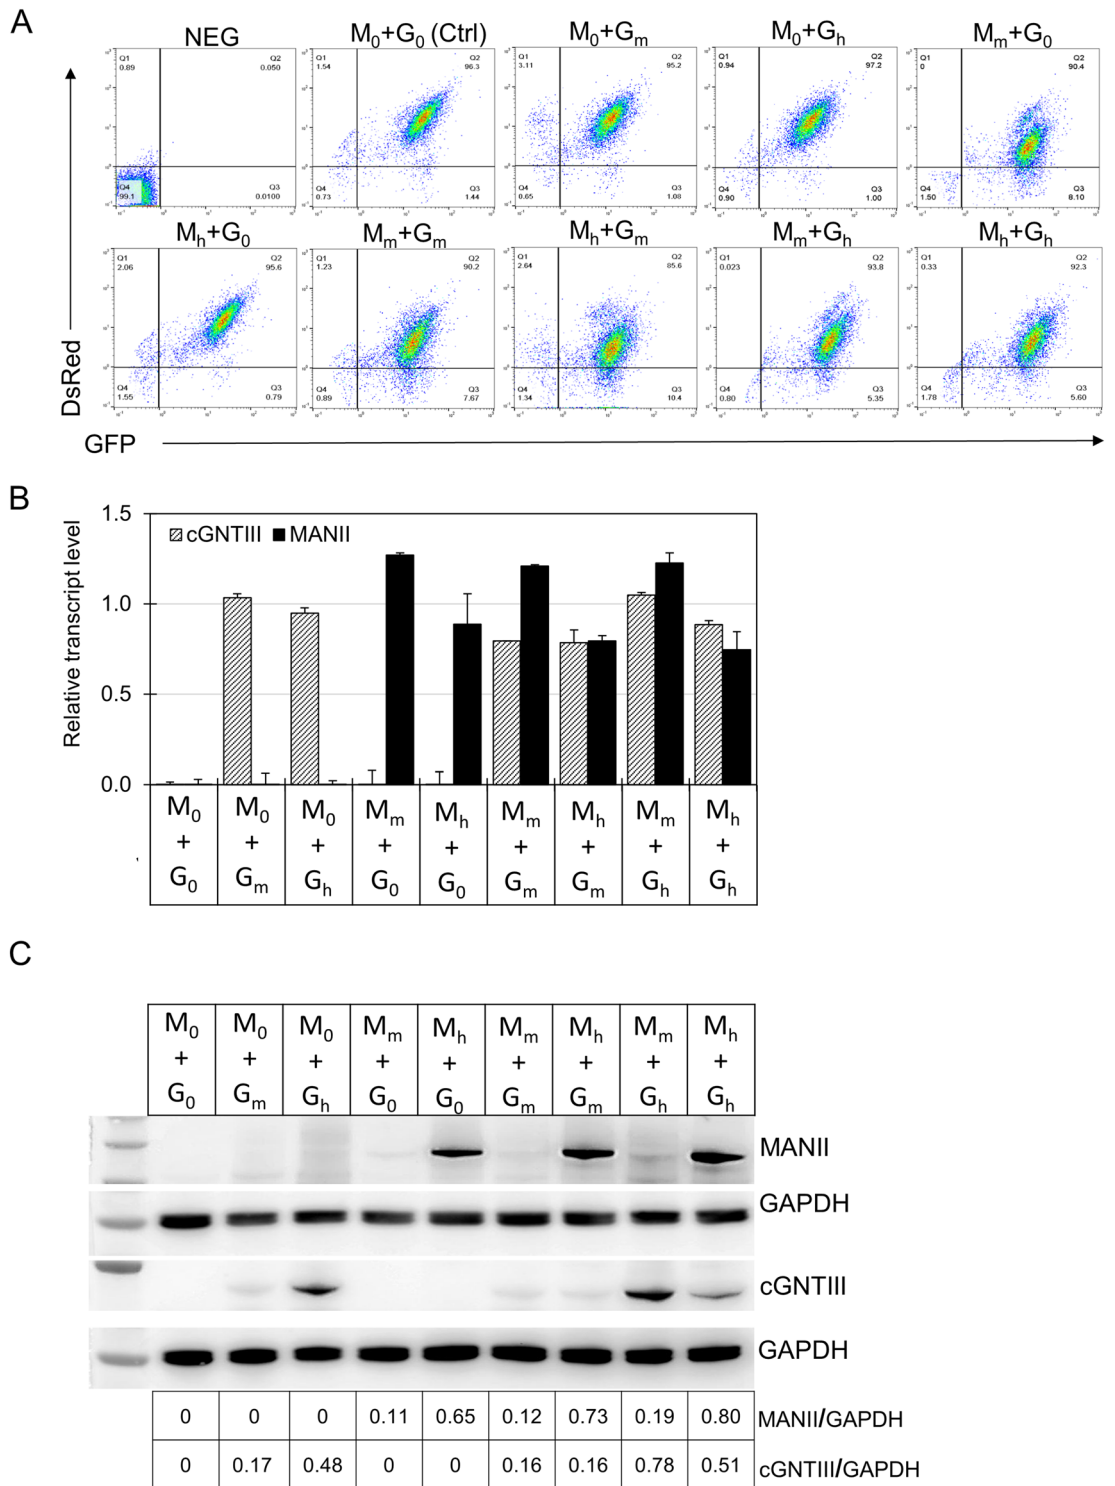 A
NEG
M0+G0 (Ctrl)
M0+Gm
M0+Gh
Mm+G0
Q1 0.89
Q2 0.050
Q4 99.1
Q3 0.0100
Q1 1.54
Q2 96.3
Q4 0.73
Q3 1.44
Q1 3.11
Q2 95.2
Q4 0.65
Q3 1.08
Q1 0.94
Q2 97.2
Q4 0.90
Q3 1.00
Q1 0
Q2 90.4
Q4 1.50
Q3 8.10
Mh+G0
Mm+Gm
Mh+Gm
Mm+Gh
Mh+Gh
Q1 2.06
Q2 95.6
Q4 1.55
Q3 0.79
Q1 1.23
Q2 90.2
Q4 0.89
Q3 7.67
Q1 2.64
Q2 85.6
Q4 1.34
Q3 10.4
Q1 0.023
Q2 93.8
Q4 0.80
Q3 5.35
Q1 0.33
Q2 92.3
Q4 1.78
Q3 5.60
DsRed
GFP
B
Relative transcript level
1.5
1.0
0.5
0.0
cGNTIII MANII
M0 M0 M0 Mm Mh Mm Mh Mm Mh
+ + + + + + + + +
G0 Gm Gh G0 G0 Gm Gm Gh Gh
C
M0 M0 M0 Mm Mh Mm Mh Mm Mh
+ + + + + + + + +
G0 Gm Gh G0 G0 Gm Gm Gh Gh
MANII
GAPDH
cGNTIII
GAPDH
0 0 0 0.11 0.65 0.12 0.73 0.19 0.80 MANII/GAPDH
0 0.17 0.48 0 0 0.16 0.16 0.78 0.51 cGNTIII/GAPDH